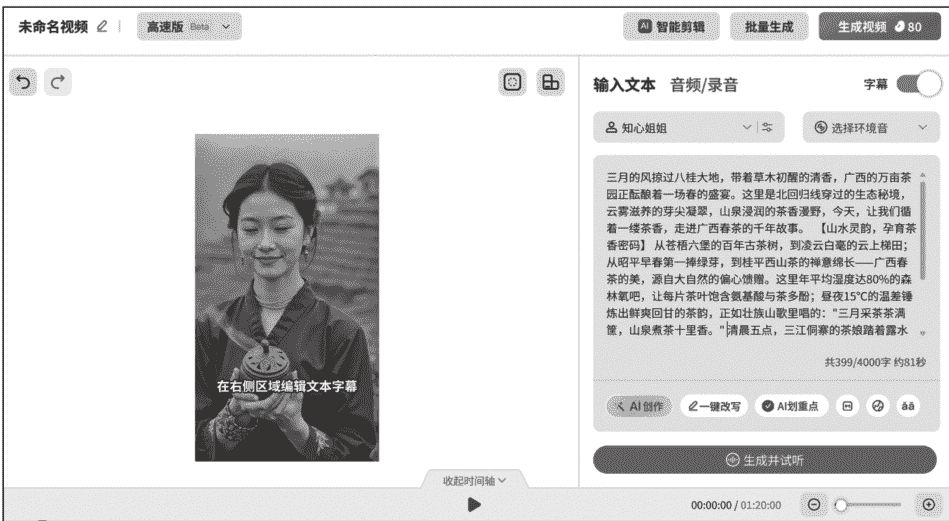 未命名视频
高速版 Beta
AI 智能剪辑
批量生成
生成视频 80
输入文本 音频/录音
字幕
知心姐姐
选择环境音
三月的风掠过八桂大地，带着草木初醒的清香，广西的万亩茶
园正酝酿着一场春的盛宴。这里是北回归线穿过的生态秘境，
云雾滋养的芽尖凝翠，山泉浸润的茶香漫野，今天，让我们循
着一缕茶香，走进广西春茶的千年故事。 【山水灵韵，孕育茶
香密码】 从苍梧六堡的百年古茶树，到凌云白毫的云上梯田；
从昭平早春第一捧绿芽，到桂平西山茶的禅意绵长——广西春
茶的美，源自大自然的偏心馈赠。这里年平均湿度达80%的森
林氧吧，让每片茶叶饱含氨基酸与茶多酚；昼夜15℃的温差锤
炼出鲜爽回甘的茶韵，正如壮族山歌里唱的："三月采茶茶满
筐，山泉煮茶十里香。"清晨五点，三江侗寨的茶娘踏着露水
共399/4000字 约81秒
AI创作
一键改写
AI划重点
áā
生成并试听
在右侧区域编辑文本字幕
收起时间轴
00:00:00 / 01:20:00